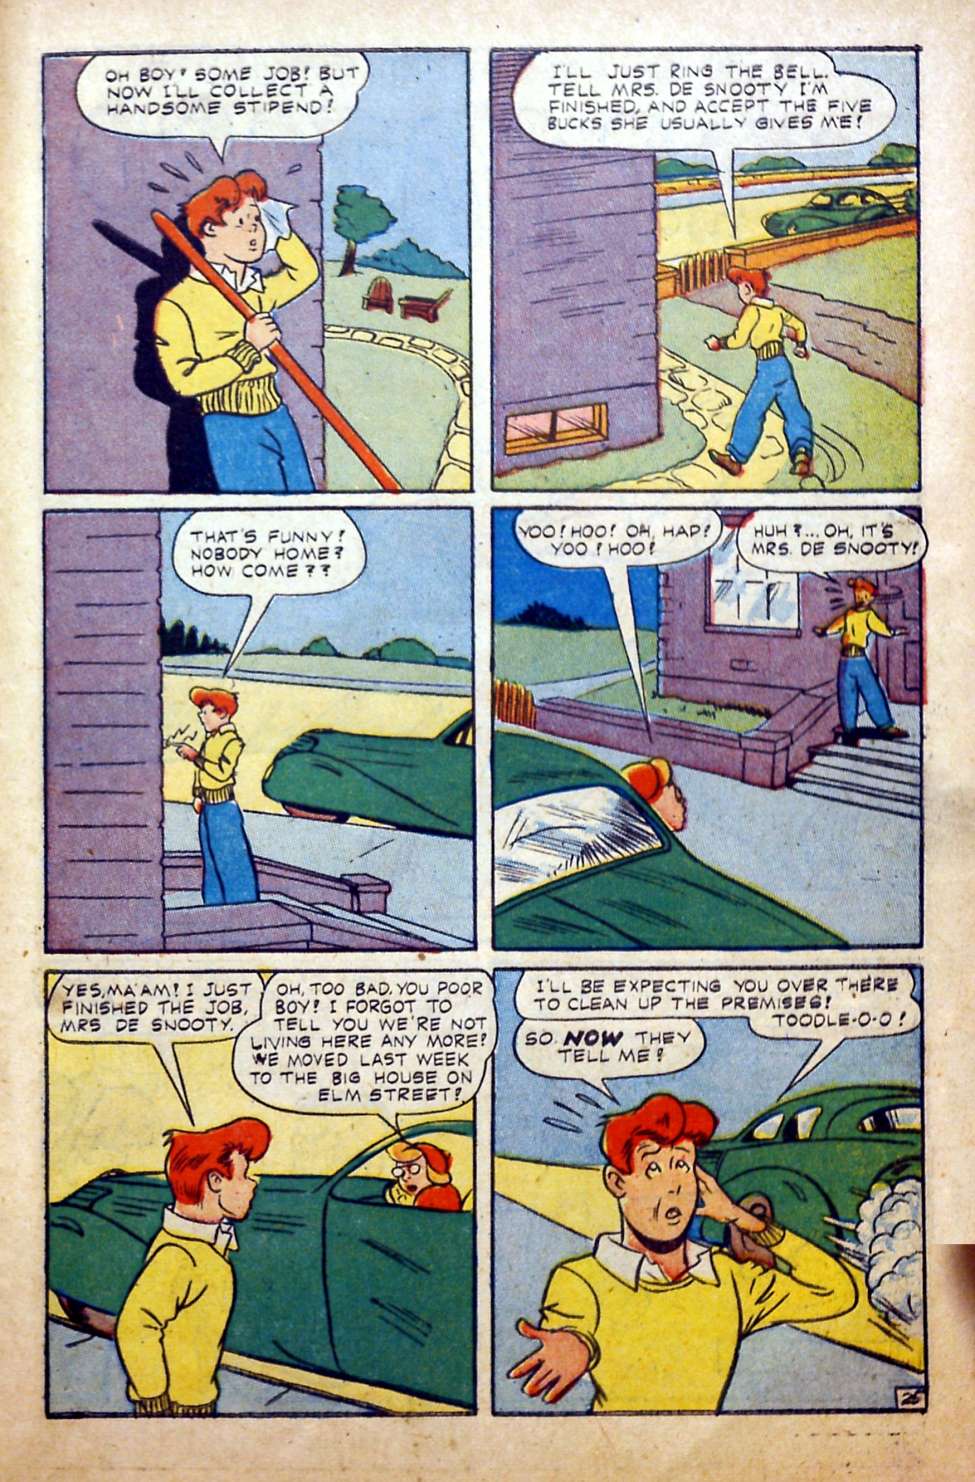 OH BOY! SOME JOB! BUT
NOW I'LL COLLECT A
HANDSOME STIPEND!
I'LL JUST RING THE BELL.
TELL MRS. DE SNOOTY I'M
FINISHED, AND ACCEPT THE FIVE
BUCKS SHE USUALLY GIVES ME!
THAT'S FUNNY!
NOBODY HOME?
HOW COME??
YOO! HOO! OH, HAP!
YOO! HOO!
HUH?... OH, IT'S
MRS. DE SNOOTY!
YES, MA'AM! I JUST
FINISHED THE JOB,
MRS DE SNOOTY.
OH, TOO BAD, YOU POOR
BOY! I FORGOT TO
TELL YOU WE'RE NOT
LIVING HERE ANY MORE!
WE MOVED LAST WEEK
TO THE BIG HOUSE ON
ELM STREET!
I'LL BE EXPECTING YOU OVER THERE
TO CLEAN UP THE PREMISES!
TOODLE-O-O!
SO NOW THEY
TELL ME!
25